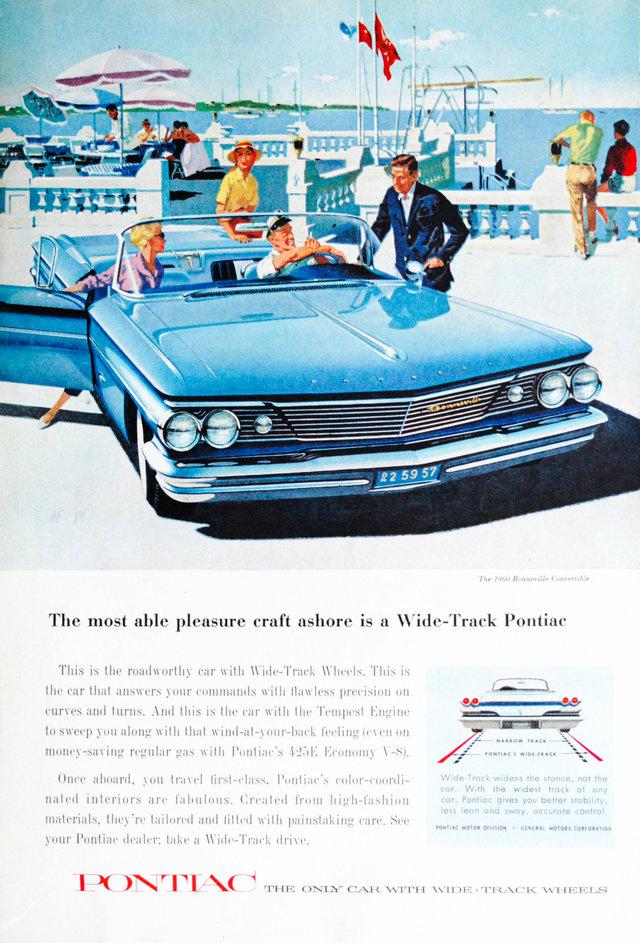 PONTIAC
Bonneville
25 59 57
AF VK
The 1960 Bonneville Convertible
The most able pleasure craft ashore is a Wide-Track Pontiac
This is the roadworthy car with Wide-Track Wheels. This is
the car that answers your commands with flawless precision on
curves and turns. And this is the car with the Tempest Engine
to sweep you along with that wind-at-your-back feeling (even on
money-saving regular gas with Pontiac's 425E Economy V-8).
Once aboard, you travel first-class. Pontiac's color-coordi-
nated interiors are fabulous. Created from high-fashion
materials, they're tailored and fitted with painstaking care. See
your Pontiac dealer; take a Wide-Track drive.
NARROW TRACK
PONTIAC'S WIDE-TRACK
Wide-Track widens the stance, not the
car. With the widest track of any
car, Pontiac gives you better stability,
less lean and sway, accurate control.
PONTIAC MOTOR DIVISION • GENERAL MOTORS CORPORATION
PONTIAC THE ONLY CAR WITH WIDE-TRACK WHEELS